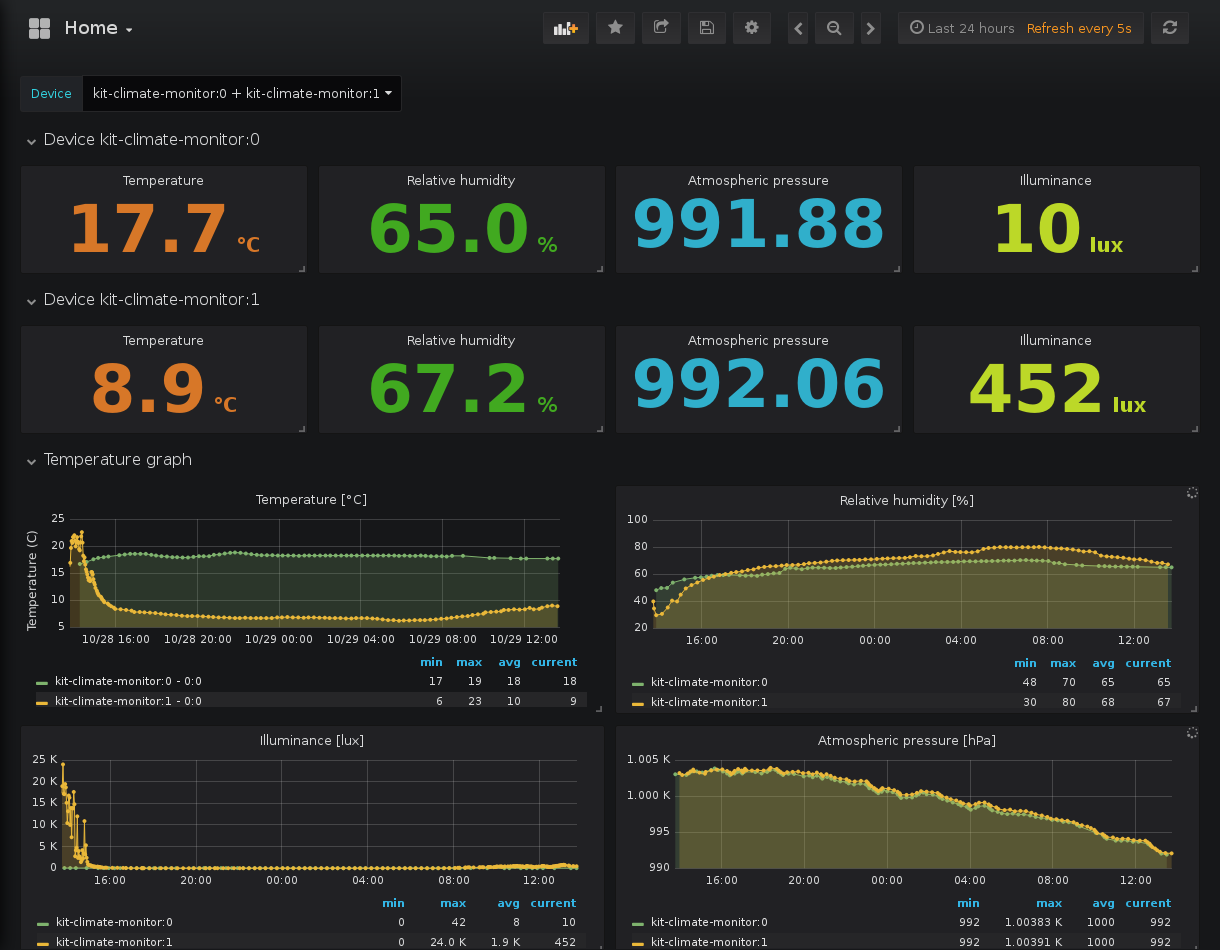 Home
Last 24 hours Refresh every 5s
Device kit-climate-monitor:0 + kit-climate-monitor:1
Device kit-climate-monitor:0
Temperature
17.7 °C
Relative humidity
65.0 %
Atmospheric pressure
991.88
Illuminance
10 lux
Device kit-climate-monitor:1
Temperature
8.9 °C
Relative humidity
67.2 %
Atmospheric pressure
992.06
Illuminance
452 lux
Temperature graph
Temperature [°C]
Temperature (C)
25
20
15
10
5
10/28 16:00 10/28 20:00 10/29 00:00 10/29 04:00 10/29 08:00 10/29 12:00
min max avg current
kit-climate-monitor:0 - 0:0 17 19 18 18
kit-climate-monitor:1 - 0:0 6 23 10 9
Relative humidity [%]
100
80
60
40
20
16:00 20:00 00:00 04:00 08:00 12:00
min max avg current
kit-climate-monitor:0 48 70 65 65
kit-climate-monitor:1 30 80 68 67
Illuminance [lux]
25 K
20 K
15 K
10 K
5 K
0
16:00 20:00 00:00 04:00 08:00 12:00
min max avg current
kit-climate-monitor:0 0 42 8 10
kit-climate-monitor:1 0 24.0 K 1.9 K 452
Atmospheric pressure [hPa]
1.005 K
1.000 K
995
990
16:00 20:00 00:00 04:00 08:00 12:00
min max avg current
kit-climate-monitor:0 992 1.00383 K 1000 992
kit-climate-monitor:1 992 1.00391 K 1000 992